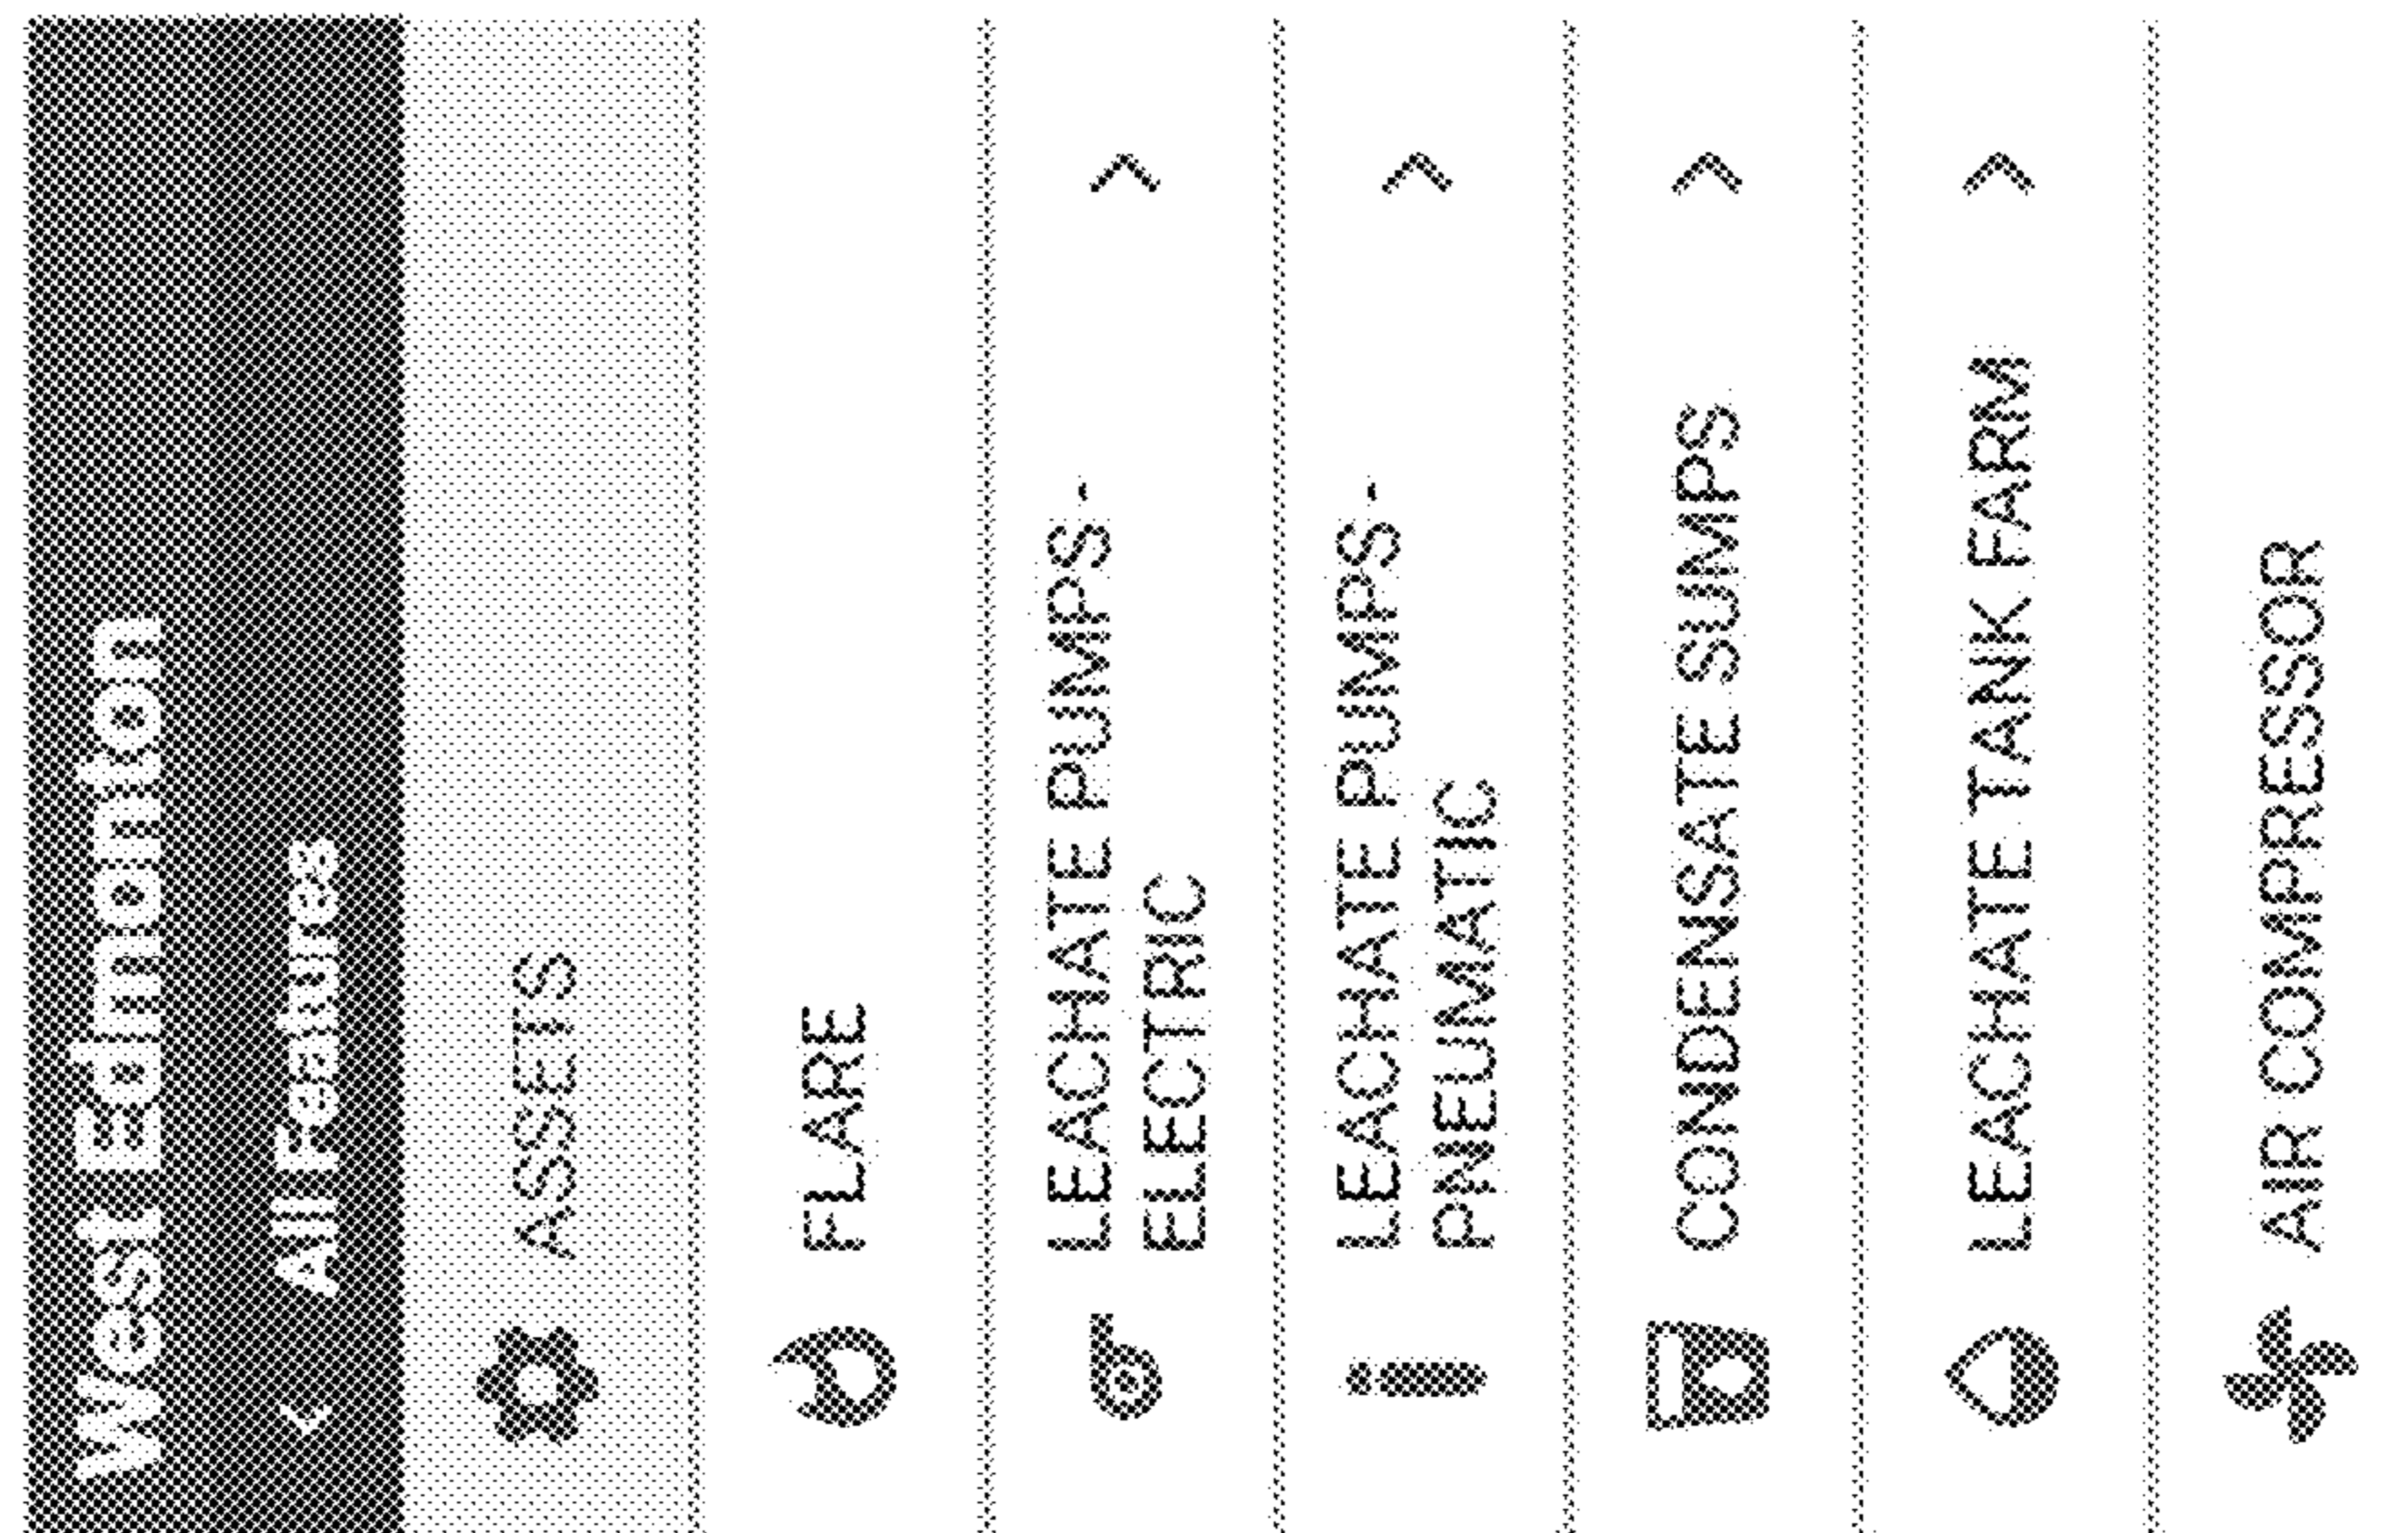 West Edmonton
All Features
ASSETS
FLARE
LEACHATE PUMPS -
ELECTRIC
LEACHATE PUMPS -
PNEUMATIC
CONDENSATE SUMPS
LEACHATE TANK FARM
AIR COMPRESSOR